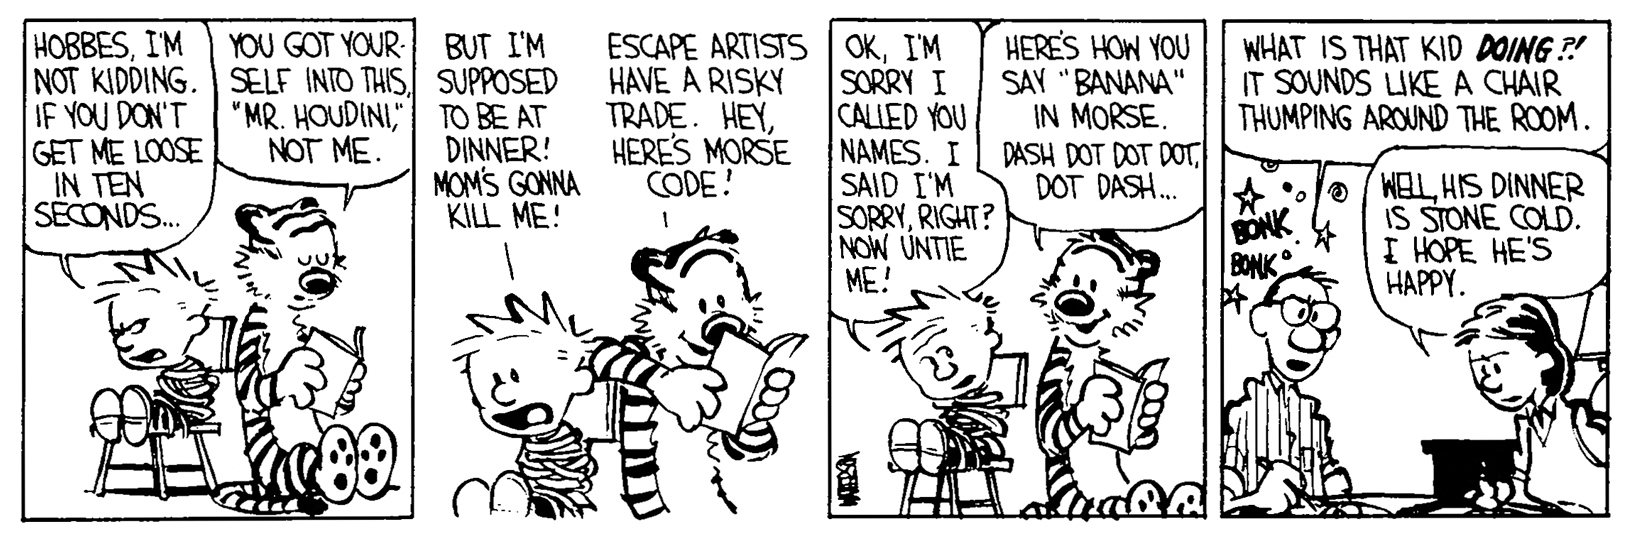 HOBBES, I'M
NOT KIDDING.
IF YOU DON'T
GET ME LOOSE
IN TEN
SECONDS...
YOU GOT YOUR-
SELF INTO THIS,
"MR. HOUDINI,"
NOT ME.
BUT I'M
SUPPOSED
TO BE AT
DINNER!
MOM'S GONNA
KILL ME!
ESCAPE ARTISTS
HAVE A RISKY
TRADE. HEY,
HERE'S MORSE
CODE!
OK, I'M
SORRY I
CALLED YOU
NAMES. I
SAID I'M
SORRY, RIGHT?
NOW UNTIE
ME!
HERE'S HOW YOU
SAY "BANANA"
IN MORSE.
DASH DOT DOT DOT,
DOT DASH...
WATTERSON
WHAT IS THAT KID DOING?!
IT SOUNDS LIKE A CHAIR
THUMPING AROUND THE ROOM.
BONK
BONK
WELL, HIS DINNER
IS STONE COLD.
I HOPE HE'S
HAPPY.